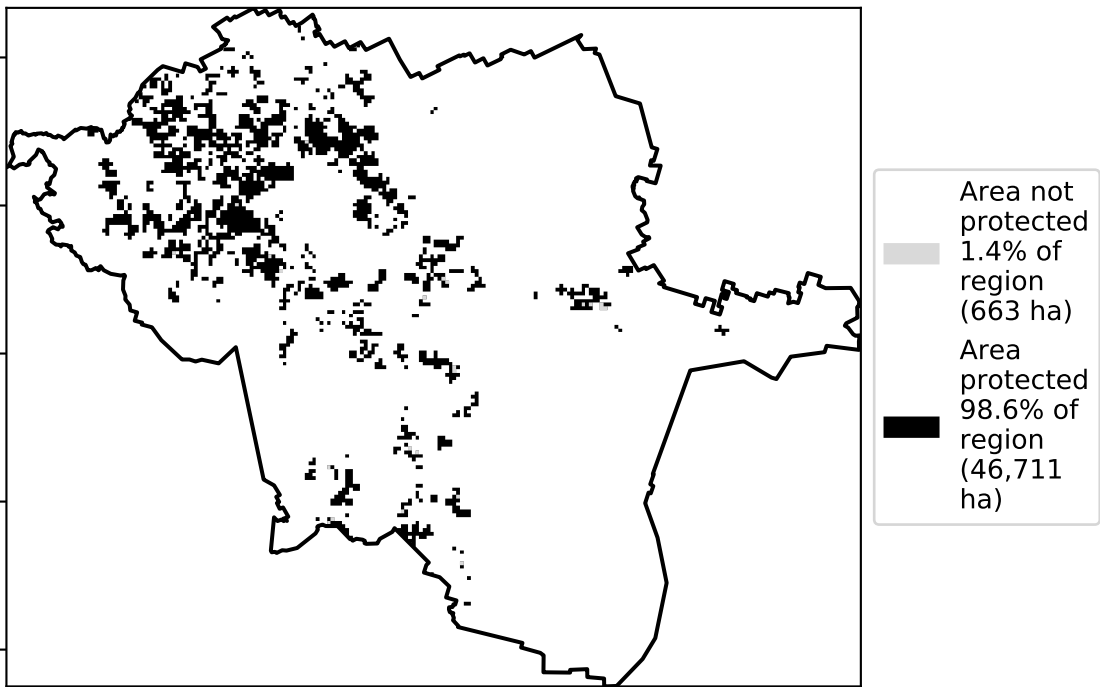 Area not
protected
1.4% of
region
(663 ha)
Area
protected
98.6% of
region
(46,711
ha)